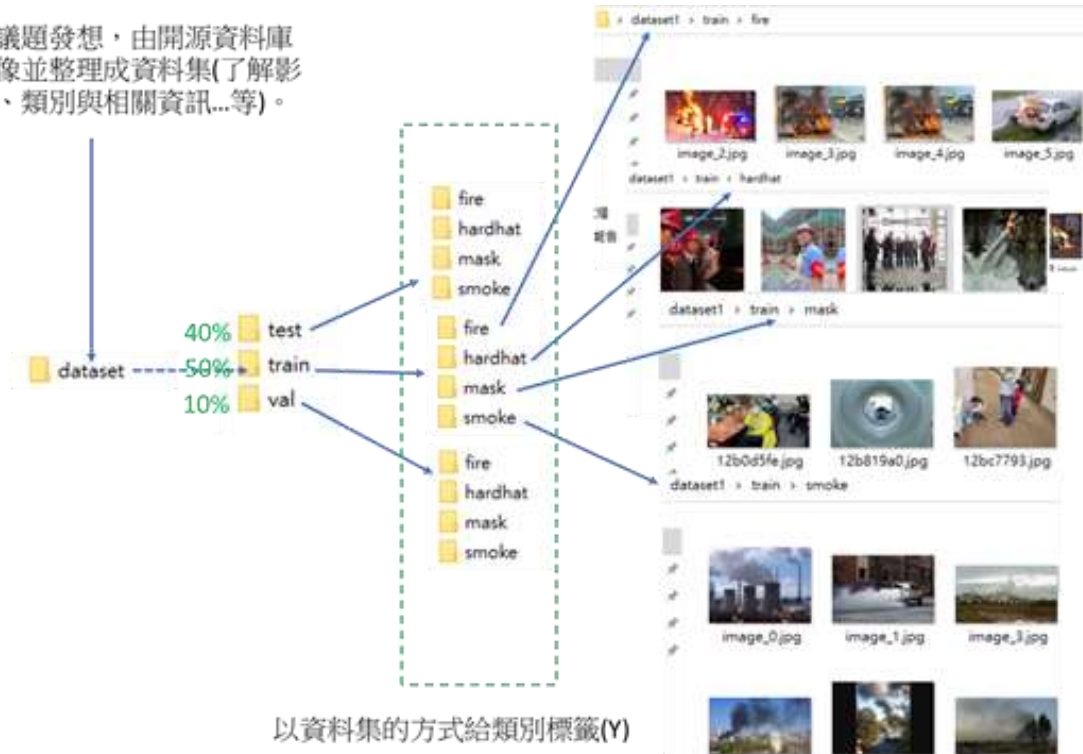 議題發想，由開源資料庫
像並整理成資料集(了解影
、類別與相關資訊...等)。
dataset
40% test
50% train
10% val
fire
hardhat
mask
smoke
fire
hardhat
mask
smoke
fire
hardhat
mask
smoke
以資料集的方式給類別標籤(Y)
dataset1 › train › fire
image_2.jpg
image_3.jpg
image_4.jpg
image_5.jpg
dataset1 › train › hardhat
dataset1 › train › mask
12b0d5fe.jpg
12b819a0.jpg
12bc7793.jpg
dataset1 › train › smoke
image_0.jpg
image_1.jpg
image_3.jpg